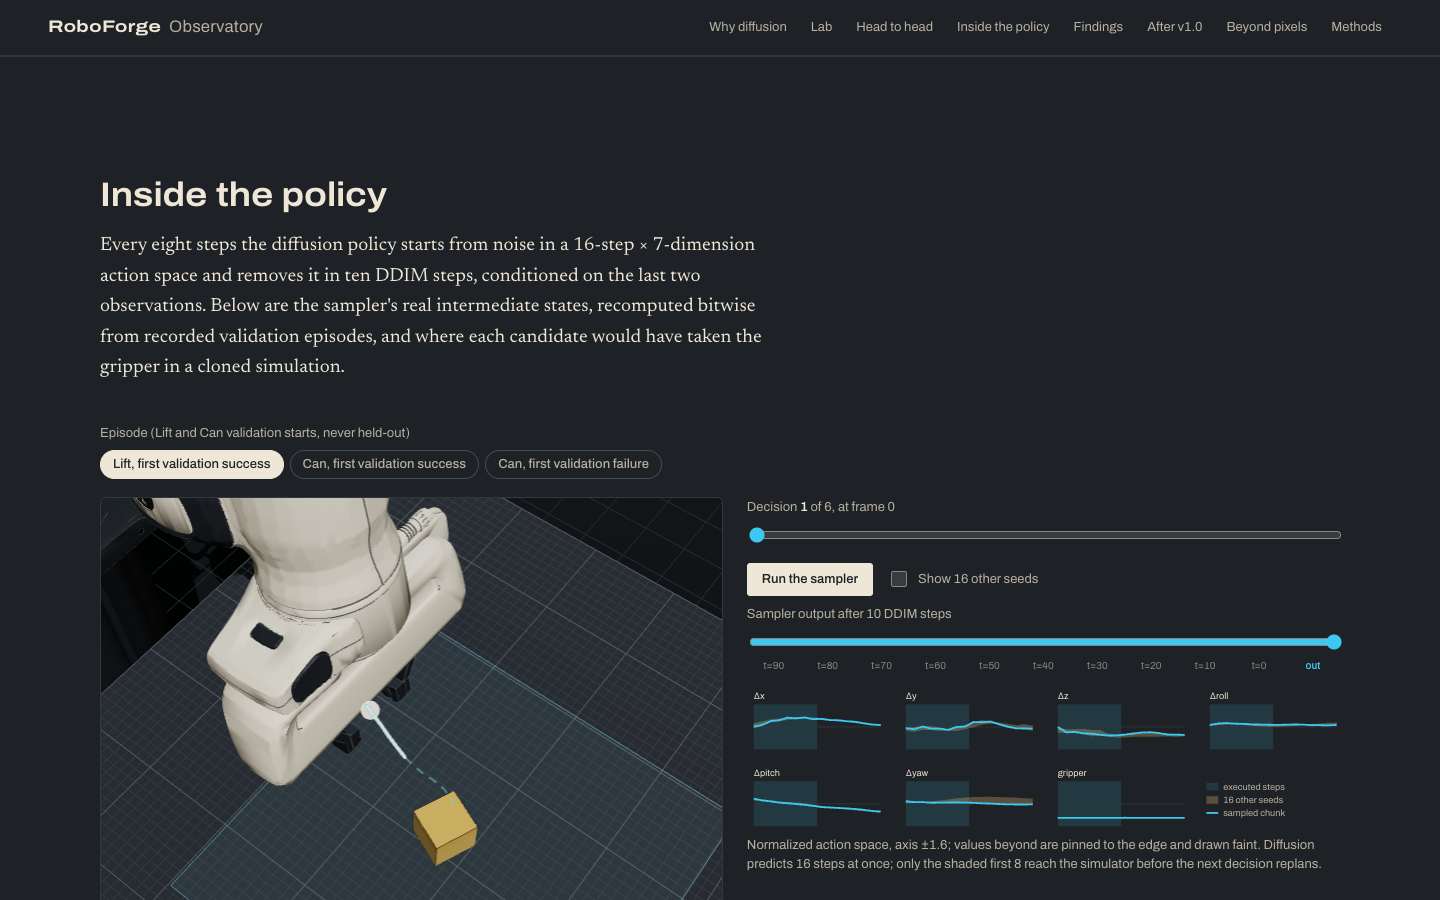 RoboForge Observatory
Why diffusion Lab Head to head Inside the policy Findings After v1.0 Beyond pixels Methods
Inside the policy
Every eight steps the diffusion policy starts from noise in a 16-step × 7-dimension
action space and removes it in ten DDIM steps, conditioned on the last two
observations. Below are the sampler's real intermediate states, recomputed bitwise
from recorded validation episodes, and where each candidate would have taken the
gripper in a cloned simulation.
Episode (Lift and Can validation starts, never held-out)
Lift, first validation success Can, first validation success Can, first validation failure
Decision 1 of 6, at frame 0
Run the sampler Show 16 other seeds
Sampler output after 10 DDIM steps
t=90 t=80 t=70 t=60 t=50 t=40 t=30 t=20 t=10 t=0 out
Δx Δy Δz Δroll
Δpitch Δyaw gripper
executed steps
16 other seeds
sampled chunk
Normalized action space, axis ±1.6; values beyond are pinned to the edge and drawn faint. Diffusion
predicts 16 steps at once; only the shaded first 8 reach the simulator before the next decision replans.